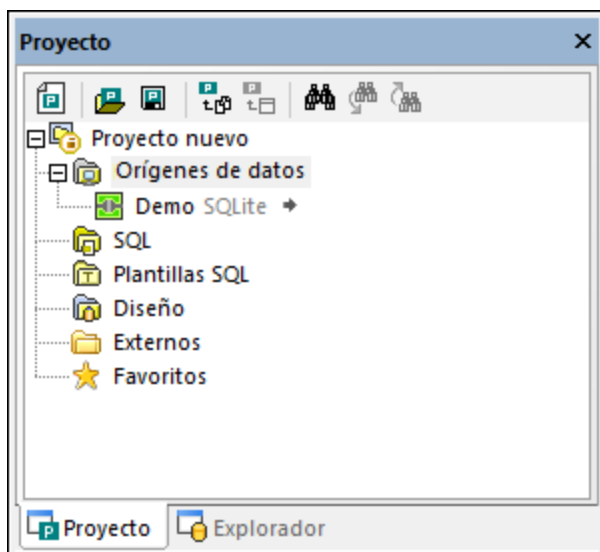 Proyecto
Proyecto nuevo
Orígenes de datos
Demo SQLite
SQL
Plantillas SQL
Diseño
Externos
Favoritos
Proyecto Explorador